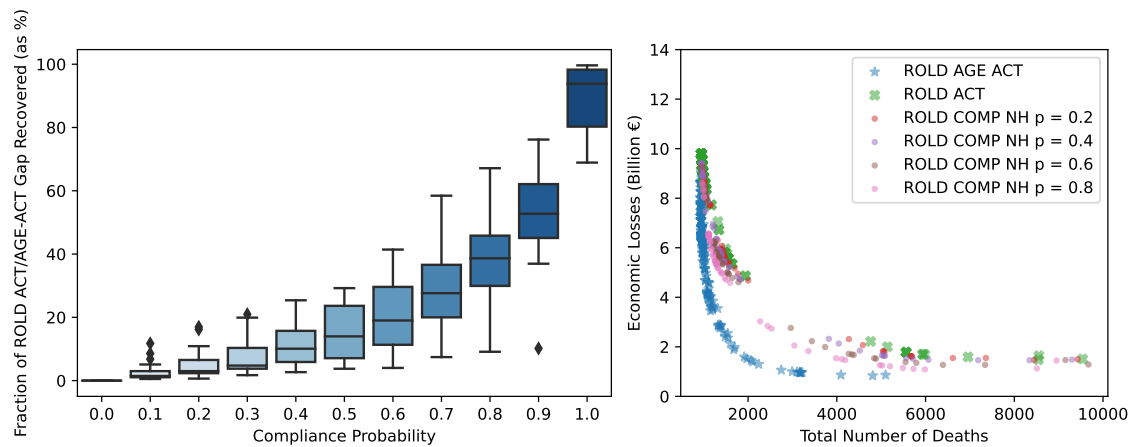 Fraction of ROLD ACT/AGE-ACT Gap Recovered (as %)
100
80
60
40
20
0
0.0 0.1 0.2 0.3 0.4 0.5 0.6 0.7 0.8 0.9 1.0
Compliance Probability
Economic Losses (Billion €)
14
12
10
8
6
4
2
0
2000 4000 6000 8000 10000
Total Number of Deaths
ROLD AGE ACT
ROLD ACT
ROLD COMP NH p = 0.2
ROLD COMP NH p = 0.4
ROLD COMP NH p = 0.6
ROLD COMP NH p = 0.8